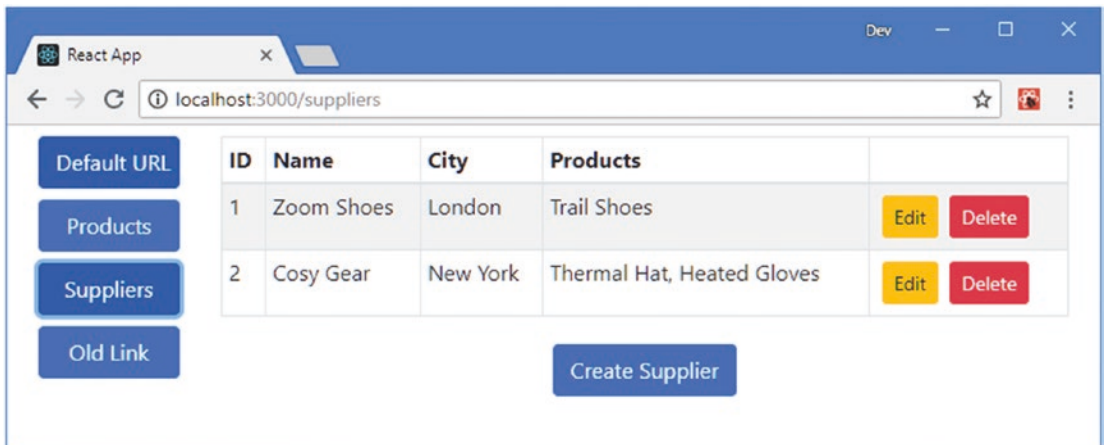 Dev
React App
localhost:3000/suppliers
Default URL
Products
Suppliers
Old Link
ID Name City Products
1 Zoom Shoes London Trail Shoes Edit Delete
2 Cosy Gear New York Thermal Hat, Heated Gloves Edit Delete
Create Supplier